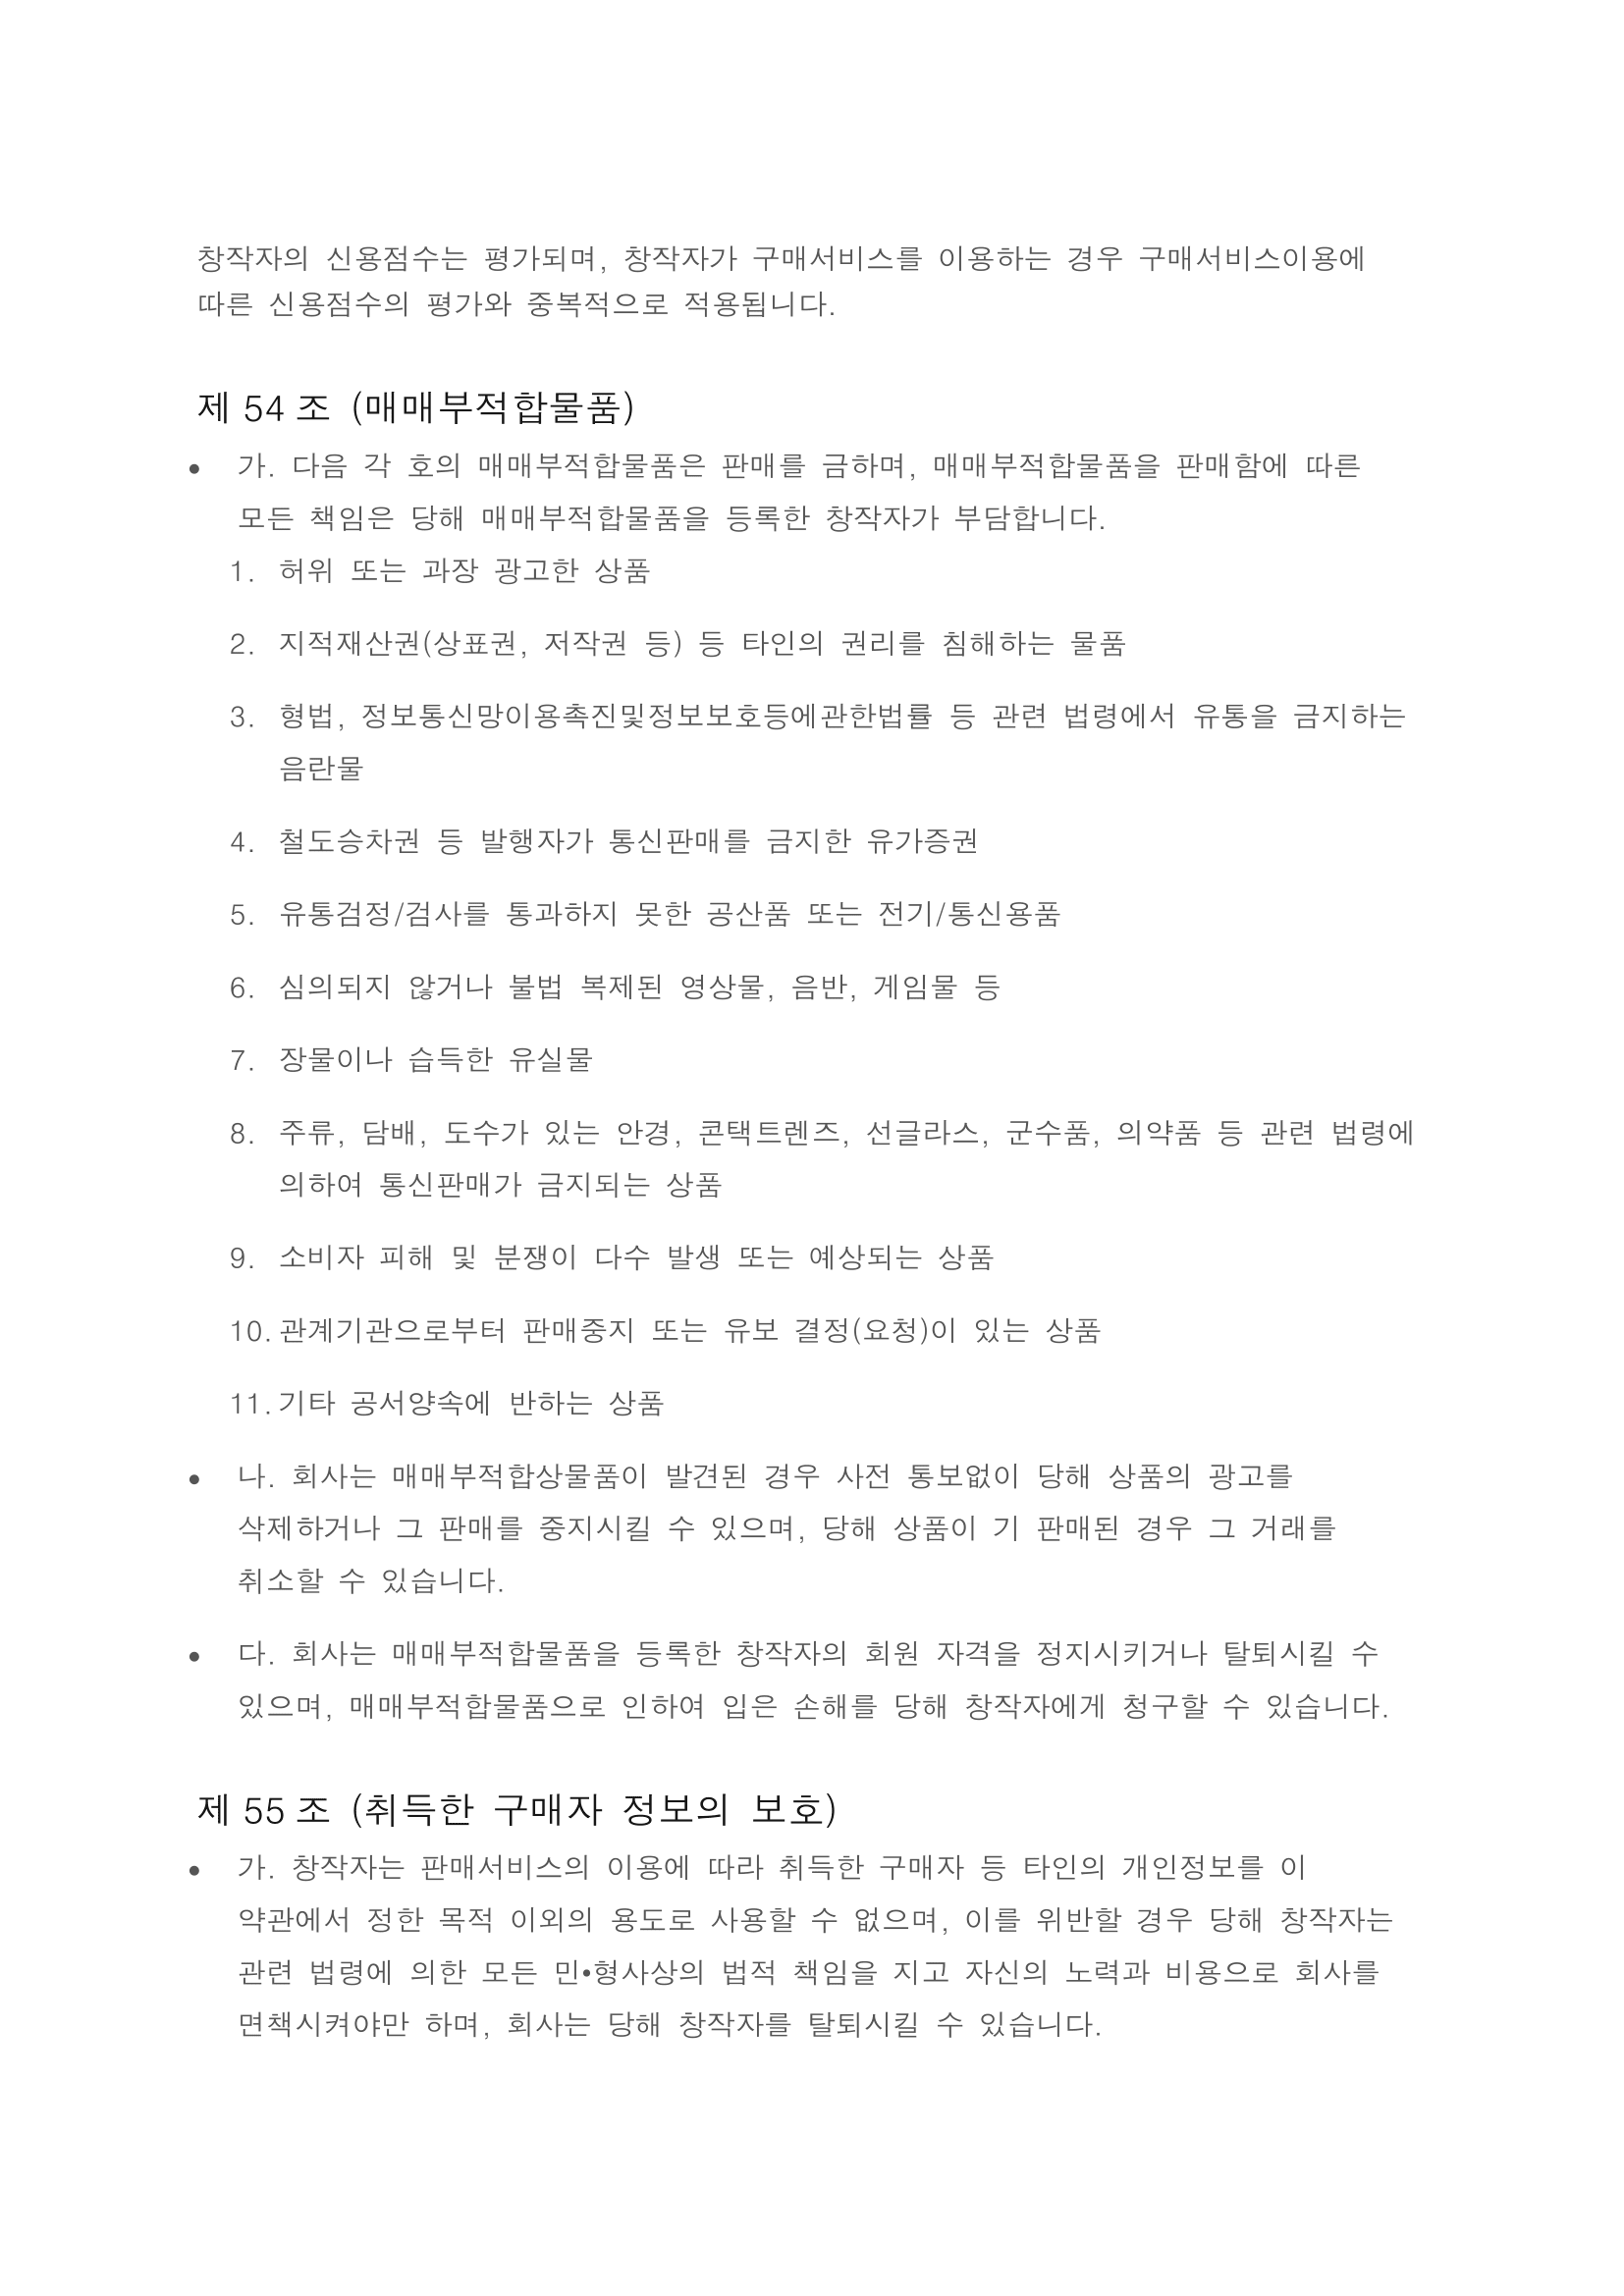 창작자의 신용점수는 평가되며, 창작자가 구매서비스를 이용하는 경우 구매서비스이용에
따른 신용점수의 평가와 중복적으로 적용됩니다.
제 54 조 (매매부적합물품)
• 가. 다음 각 호의 매매부적합물품은 판매를 금하며, 매매부적합물품을 판매함에 따른
모든 책임은 당해 매매부적합물품을 등록한 창작자가 부담합니다.
1. 허위 또는 과장 광고한 상품
2. 지적재산권(상표권, 저작권 등) 등 타인의 권리를 침해하는 물품
3. 형법, 정보통신망이용촉진및정보보호등에관한법률 등 관련 법령에서 유통을 금지하는
음란물
4. 철도승차권 등 발행자가 통신판매를 금지한 유가증권
5. 유통검정/검사를 통과하지 못한 공산품 또는 전기/통신용품
6. 심의되지 않거나 불법 복제된 영상물, 음반, 게임물 등
7. 장물이나 습득한 유실물
8. 주류, 담배, 도수가 있는 안경, 콘택트렌즈, 선글라스, 군수품, 의약품 등 관련 법령에
의하여 통신판매가 금지되는 상품
9. 소비자 피해 및 분쟁이 다수 발생 또는 예상되는 상품
10. 관계기관으로부터 판매중지 또는 유보 결정(요청)이 있는 상품
11. 기타 공서양속에 반하는 상품
• 나. 회사는 매매부적합상물품이 발견된 경우 사전 통보없이 당해 상품의 광고를
삭제하거나 그 판매를 중지시킬 수 있으며, 당해 상품이 기 판매된 경우 그 거래를
취소할 수 있습니다.
• 다. 회사는 매매부적합물품을 등록한 창작자의 회원 자격을 정지시키거나 탈퇴시킬 수
있으며, 매매부적합물품으로 인하여 입은 손해를 당해 창작자에게 청구할 수 있습니다.
제 55 조 (취득한 구매자 정보의 보호)
• 가. 창작자는 판매서비스의 이용에 따라 취득한 구매자 등 타인의 개인정보를 이
약관에서 정한 목적 이외의 용도로 사용할 수 없으며, 이를 위반할 경우 당해 창작자는
관련 법령에 의한 모든 민•형사상의 법적 책임을 지고 자신의 노력과 비용으로 회사를
면책시켜야만 하며, 회사는 당해 창작자를 탈퇴시킬 수 있습니다.